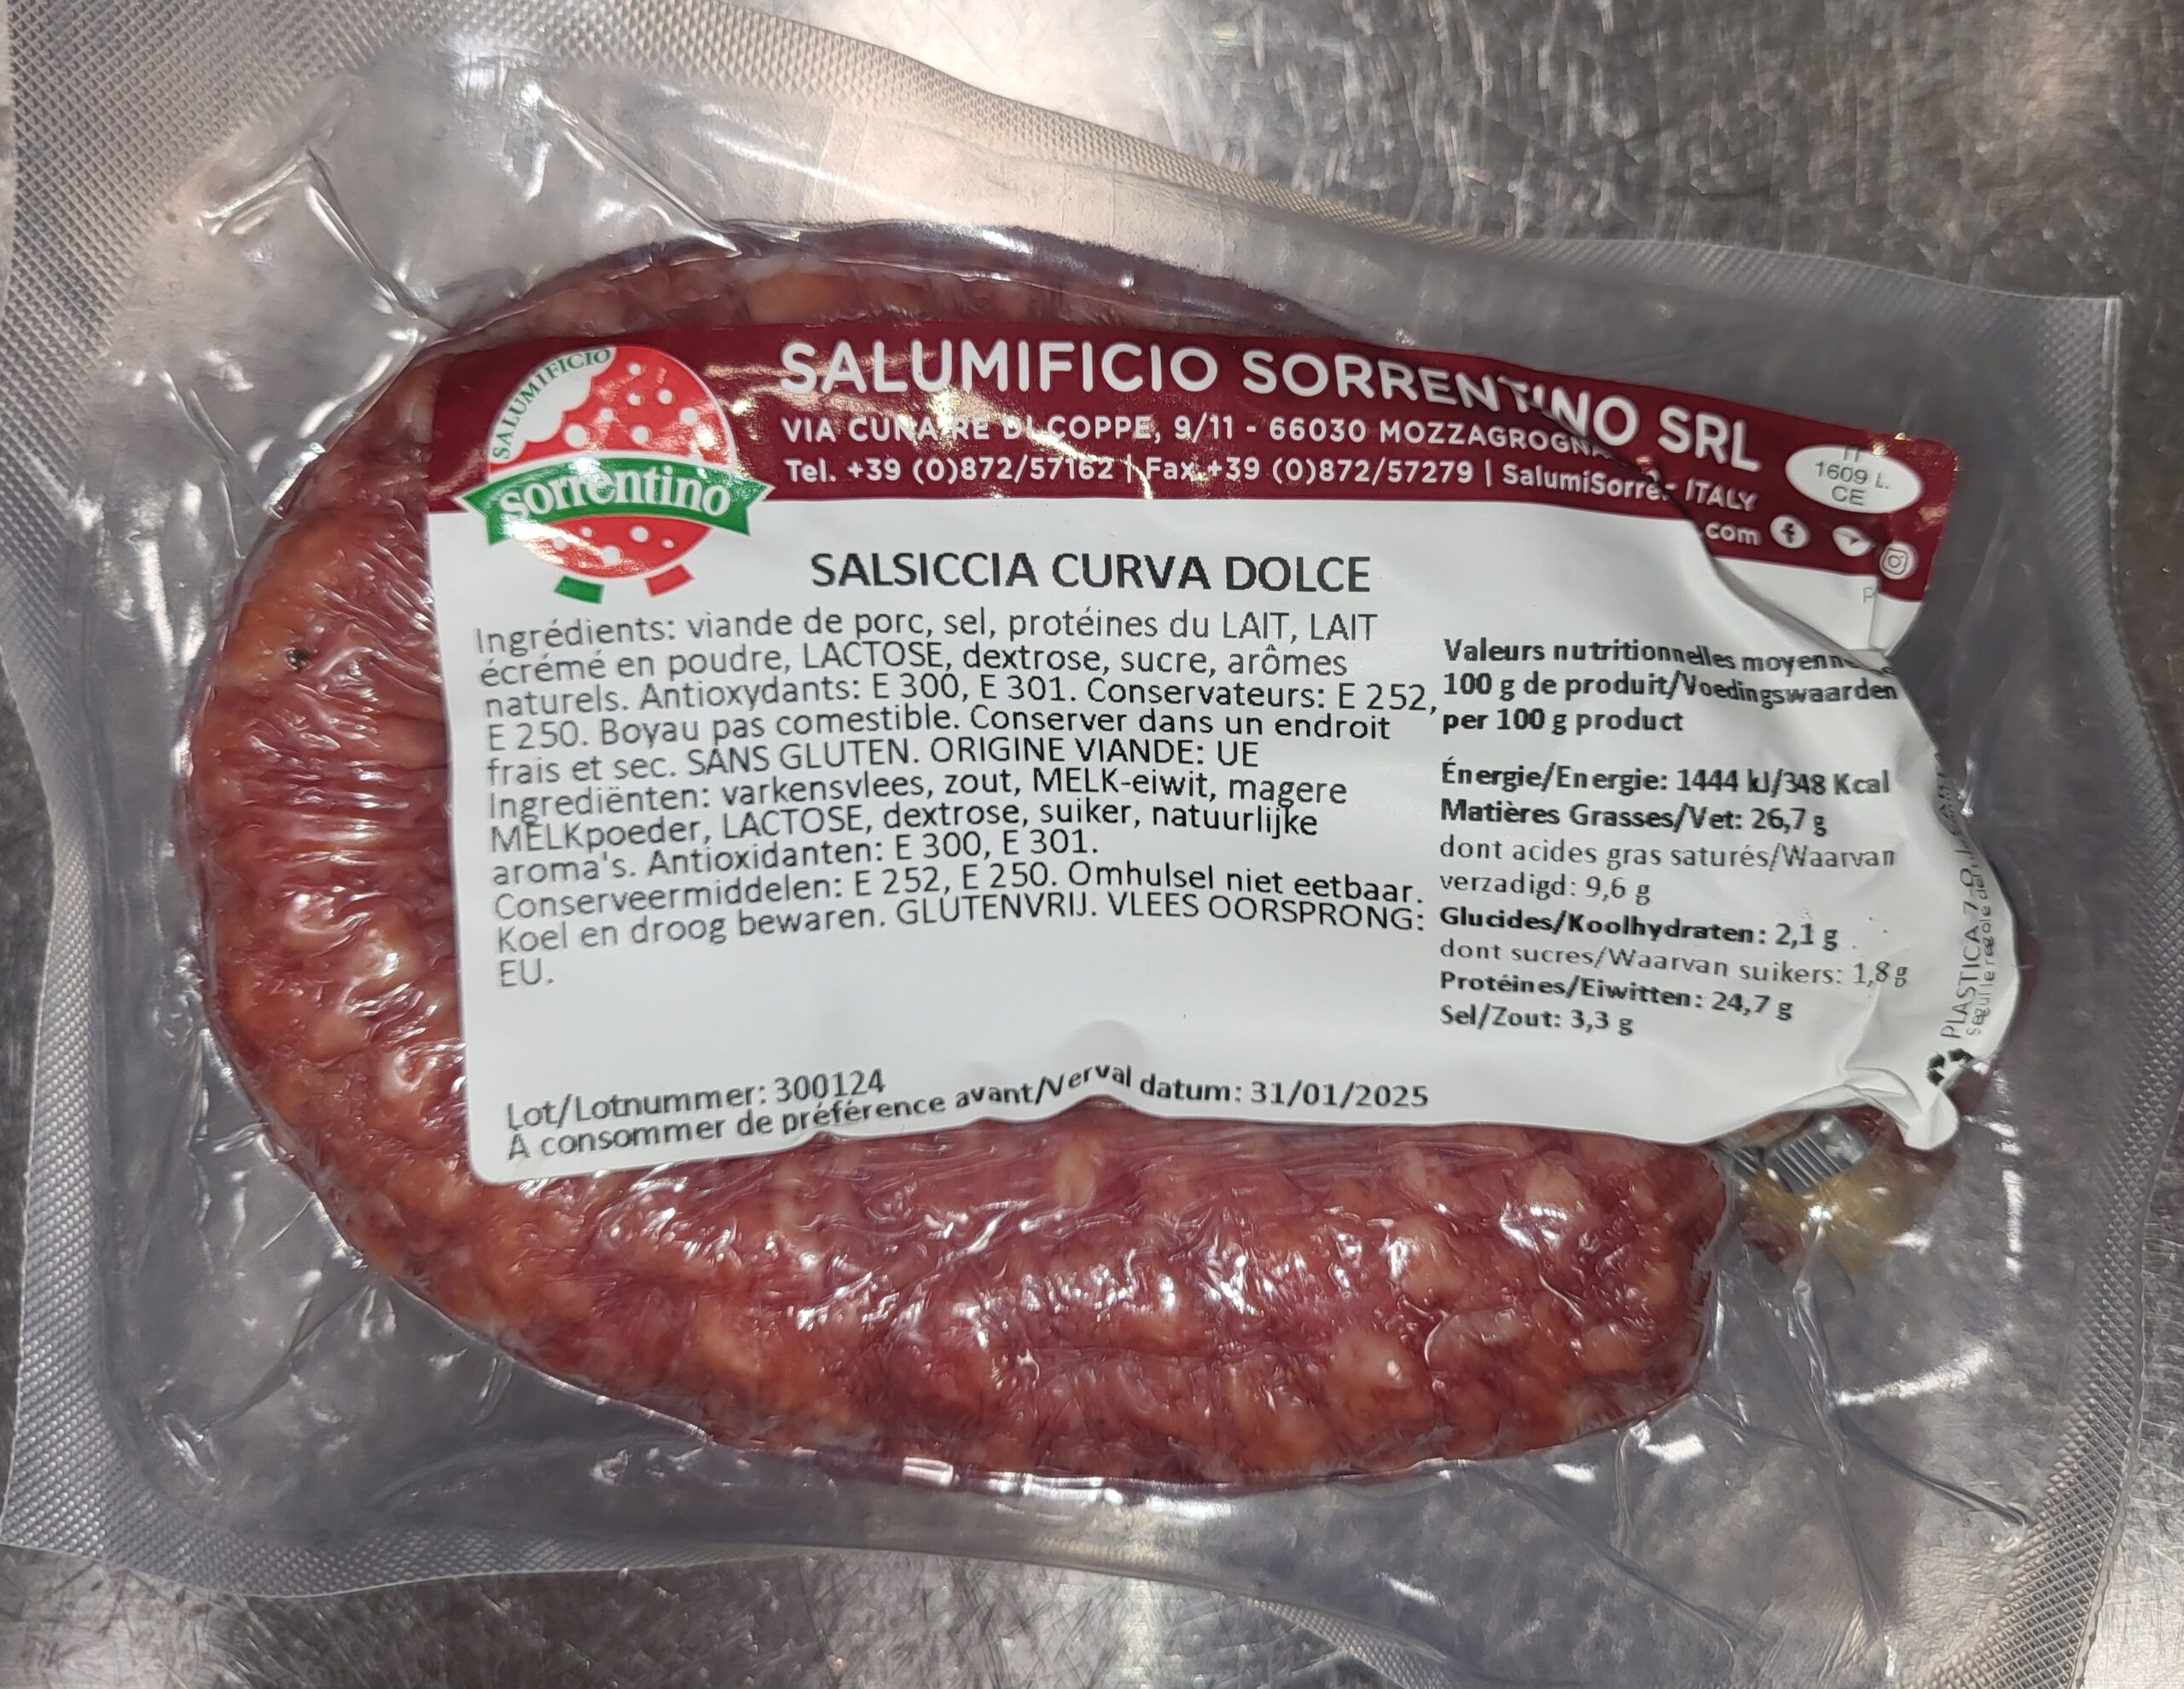 SALUMIFICIO
Sorrentino
SALUMIFICIO SORRENTINO SRL
VIA CUNA RE DI COPPE, 9/11 - 66030 MOZZAGROGNA - ITALY
Tel. +39 (0)872/57162 | Fax +39 (0)872/57279 | SalumiSorre .com
IT
1609 L.
CE
P
SALSICCIA CURVA DOLCE
Ingrédients: viande de porc, sel, protéines du LAIT, LAIT
écrémé en poudre, LACTOSE, dextrose, sucre, arômes
naturels. Antioxydants: E 300, E 301. Conservateurs: E 252,
E 250. Boyau pas comestible. Conserver dans un endroit
frais et sec. SANS GLUTEN. ORIGINE VIANDE: UE
Ingrediënten: varkensvlees, zout, MELK-eiwit, magere
MELKpoeder, LACTOSE, dextrose, suiker, natuurlijke
aroma's. Antioxidanten: E 300, E 301.
Conserveermiddelen: E 252, E 250. Omhulsel niet eetbaar.
Koel en droog bewaren. GLUTENVRIJ. VLEES OORSPRONG:
EU.
Valeurs nutritionnelles moyenn
100 g de produit/Voedingswaarden
per 100 g product
Énergie/Energie: 1444 kJ/348 Kcal
Matières Grasses/Vet: 26,7 g
dont acides gras saturés/Waarvan
verzadigd: 9,6 g
Glucides/Koolhydraten: 2,1 g
dont sucres/Waarvan suikers: 1,8 g
Protéines/Eiwitten: 24,7 g
Sel/Zout: 3,3 g
Lot/Lotnummer: 300124
À consommer de préférence avant/Verval datum: 31/01/2025
PLASTICA 7
Segui le regole del